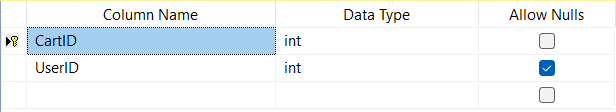 Column Name Data Type Allow Nulls
CartID int
UserID int